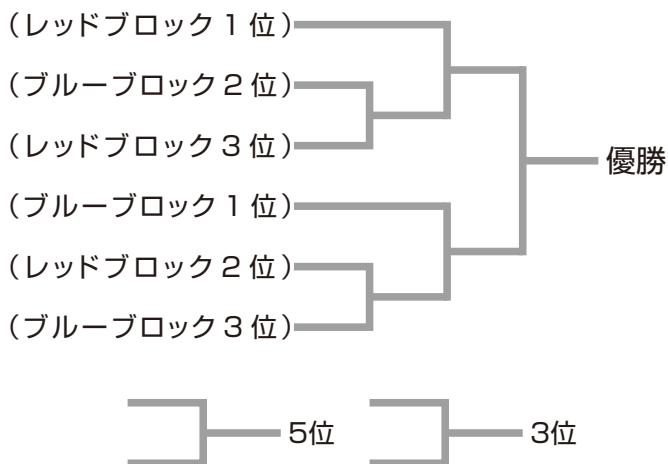 （レッドブロック１位）
（ブルーブロック２位）
（レッドブロック３位）
優勝
（ブルーブロック１位）
（レッドブロック２位）
（ブルーブロック３位）
5位
3位